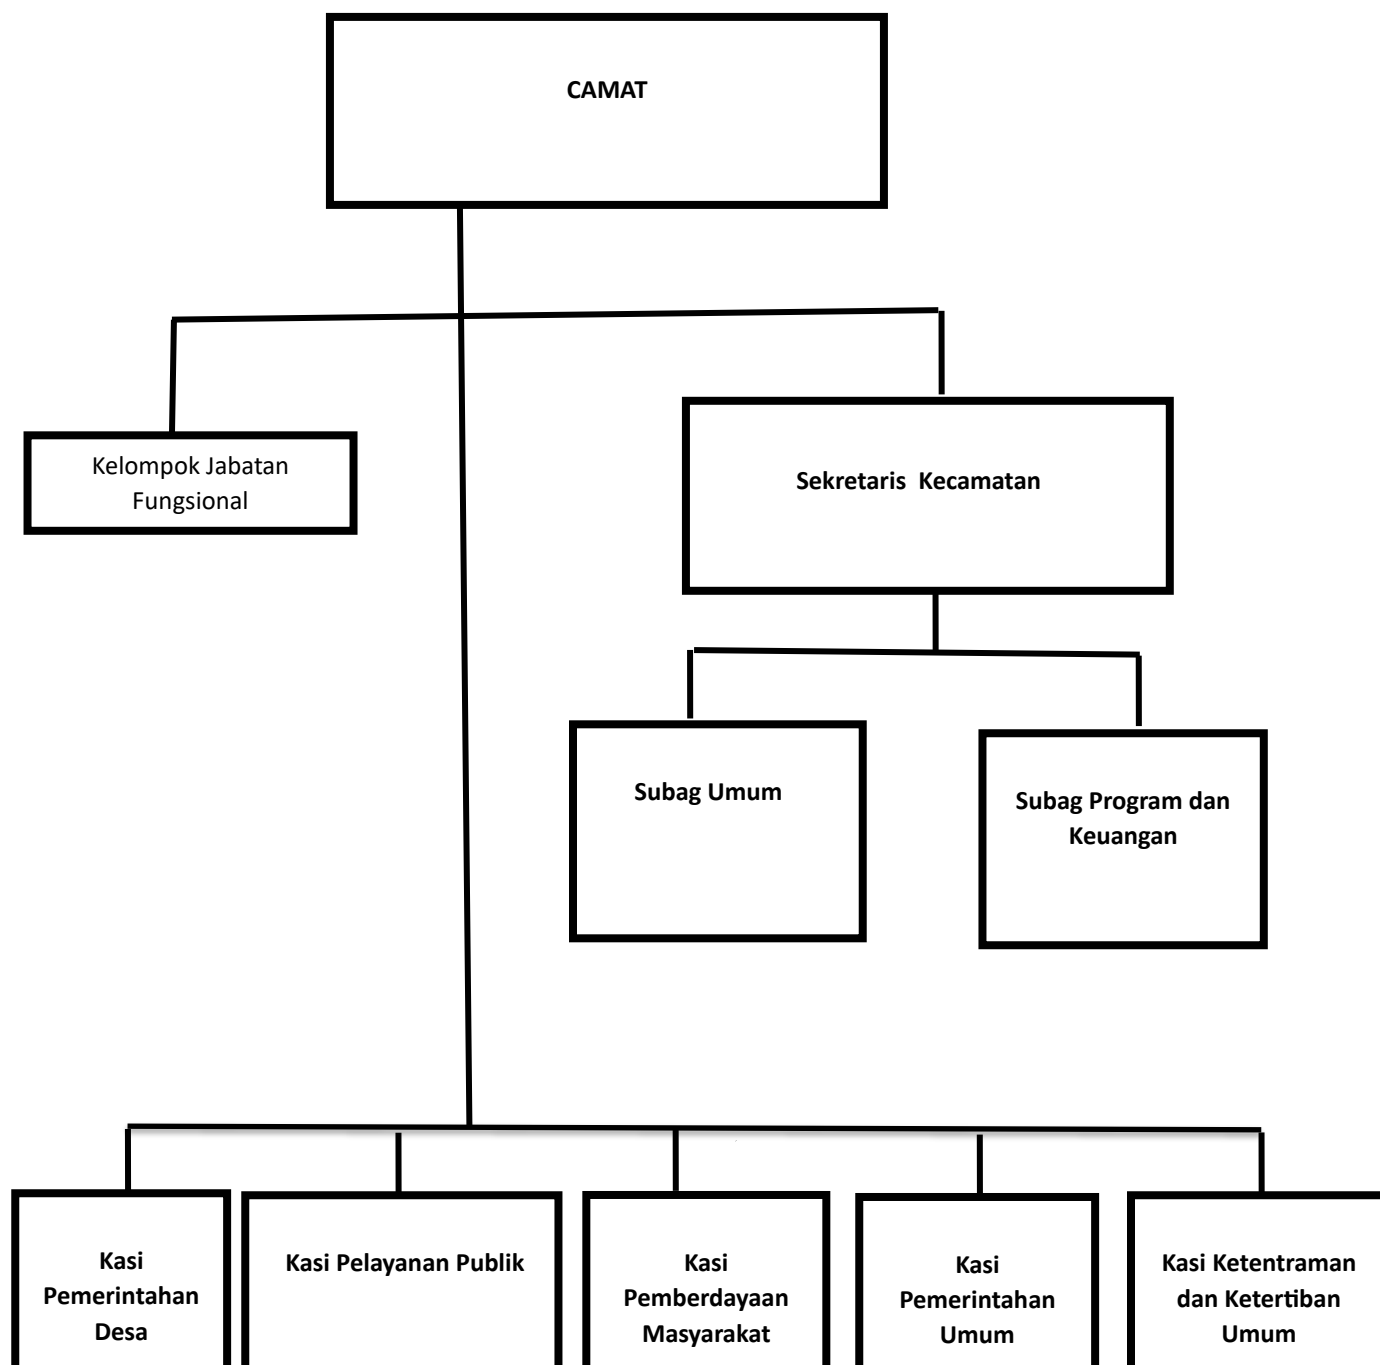 CAMAT
Kelompok Jabatan
Fungsional
Sekretaris  Kecamatan
Subag Umum
Subag Program dan
Keuangan
Kasi
Pemerintahan
Desa
Kasi Pelayanan Publik
Kasi
Pemberdayaan
Masyarakat
Kasi
Pemerintahan
Umum
Kasi Ketentraman
dan Ketertiban
Umum